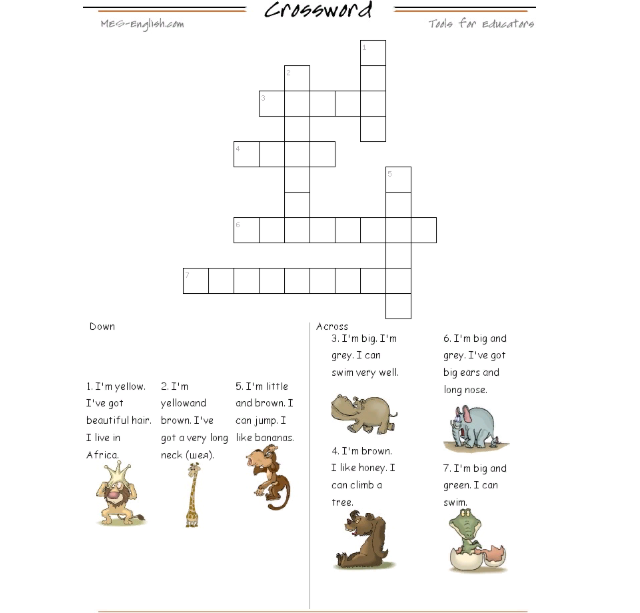 Crossword
MES-English.com
Tools for Educators
1
2
3
4
5
6
7
Down
Across
1. I'm yellow.
I've got
beautiful hair.
I live in
Africa.
2. I'm
yellowand
brown. I've
got a very long
neck (шея).
5. I'm little
and brown. I
can jump. I
like bananas.
3. I'm big. I'm
grey. I can
swim very well.
4. I'm brown.
I like honey. I
can climb a
tree.
6. I'm big and
grey. I've got
big ears and
long nose.
7. I'm big and
green. I can
swim.